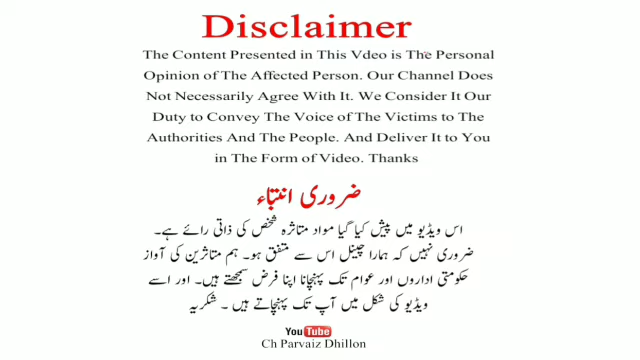 Disclaimer
The Content Presented in This Vdeo is The Personal
Opinion of The Affected Person. Our Channel Does
Not Necessarily Agree With It. We Consider It Our
Duty to Convey The Voice of The Victims to The
Authorities And The People. And Deliver It to You
in The Form of Video. Thanks
ضروری انتباء
اس ویڈیو میں پیش کیا گیا مواد متاثرہ شخص کی ذاتی رائے ہے۔
ضروری نہیں کہ ہمارا چینل اس سے متفق ہو۔ ہم متاثرین کی آواز
حکومتی اداروں اور عوام تک پہنچانا اپنا فرض سمجھتے ہیں۔ اور اسے
ویڈیو کی شکل میں آپ تک پہنچاتے ہیں ۔ شکریہ
YouTube
Ch Parvaiz Dhillon